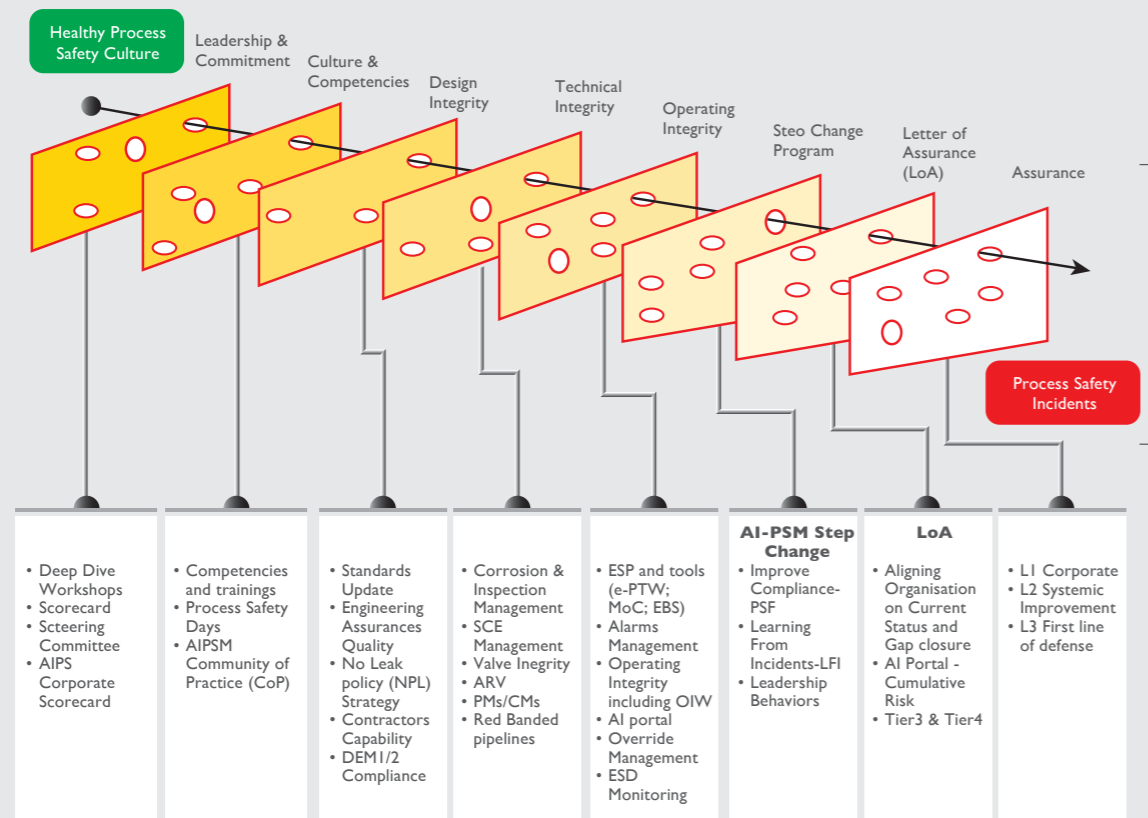 Healthy Process
Safety Culture
Leadership &
Commitment
Culture &
Competencies
Design
Integrity
Technical
Integrity
Operating
Integrity
Steo Change
Program
Letter of
Assurance
(LoA)
Assurance
Process Safety
Incidents
• Deep Dive
Workshops
• Scorecard
• Scteering
Committee
• AIPS
Corporate
Scorecard
• Competencies
and trainings
• Process Safety
Days
• AIPSM
Community of
Practice (CoP)
• Standards
Update
• Engineering
Assurances
Quality
• No Leak
policy (NPL)
Strategy
• Contractors
Capability
• DEM1/2
Compliance
• Corrosion &
Inspection
Management
• SCE
Management
• Valve Inegrity
• ARV
• PMs/CMs
• Red Banded
pipelines
• ESP and tools
(e-PTW;
MoC; EBS)
• Alarms
Management
• Operating
Integrity
including OIW
• AI portal
• Override
Management
• ESD
Monitoring
AI-PSM Step
Change
• Improve
Compliance-
PSF
• Learning
From
Incidents-LFI
• Leadership
Behaviors
LoA
• Aligning
Organisation
on Current
Status and
Gap closure
• AI Portal -
Cumulative
Risk
• Tier3 & Tier4
• L1 Corporate
• L2 Systemic
Improvement
• L3 First line
of defense